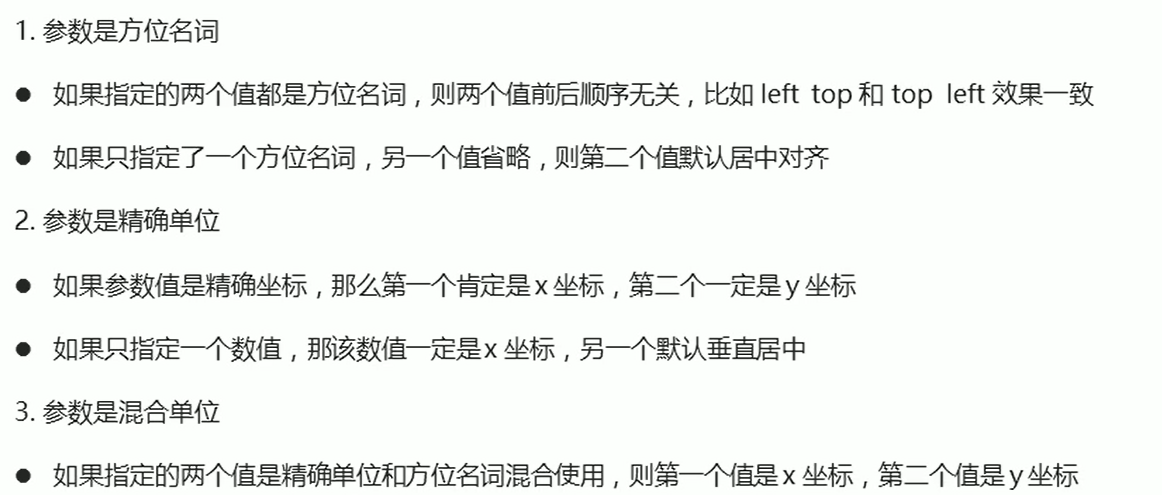 1. 参数是方位名词
● 如果指定的两个值都是方位名词，则两个值前后顺序无关，比如 left top 和 top left 效果一致
● 如果只指定了一个方位名词，另一个值省略，则第二个值默认居中对齐
2. 参数是精确单位
● 如果参数值是精确坐标，那么第一个肯定是 x 坐标，第二个一定是 y 坐标
● 如果只指定一个数值，那该数值一定是 x 坐标，另一个默认垂直居中
3. 参数是混合单位
● 如果指定的两个值是精确单位和方位名词混合使用，则第一个值是 x 坐标，第二个值是 y 坐标